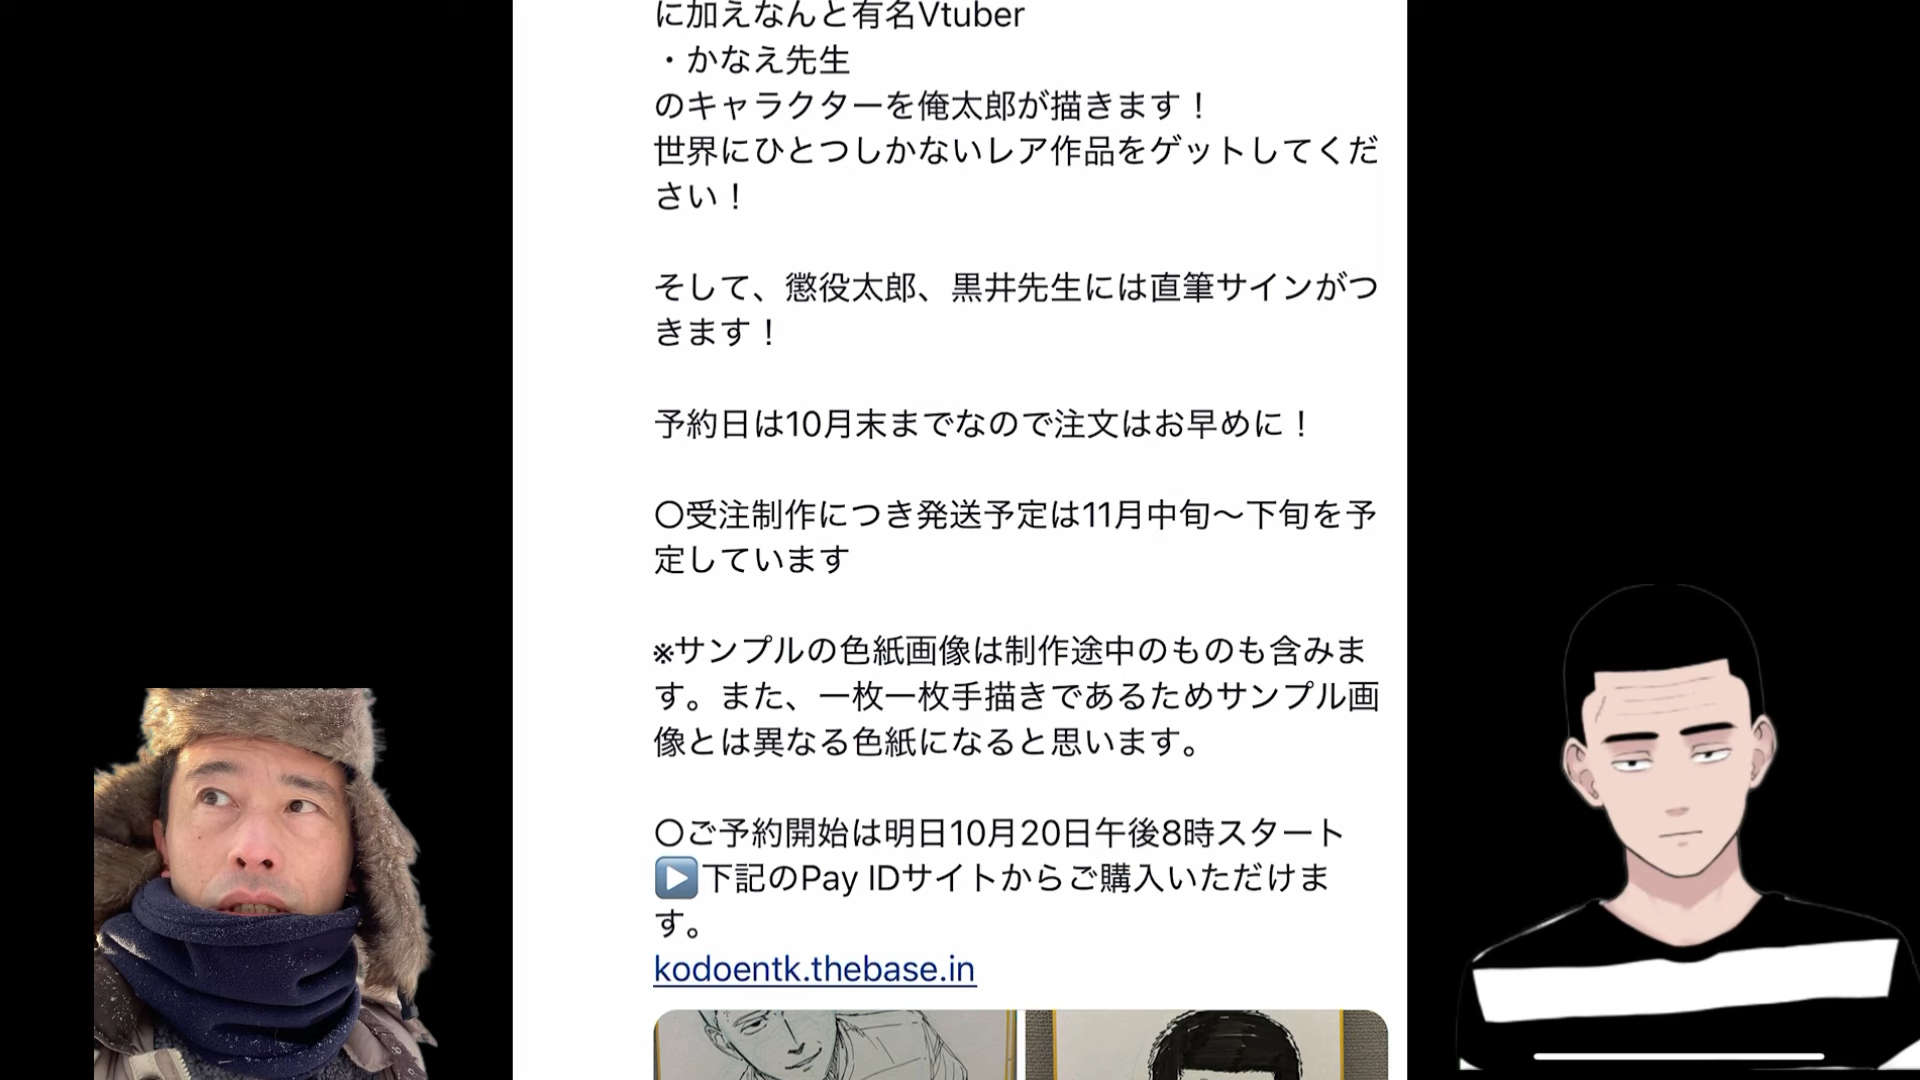 に加えなんと有名Vtuber
・かなえ先生
のキャラクターを俺太郎が描きます！
世界にひとつしかないレア作品をゲットしてくだ
さい！
そして、懲役太郎、黒井先生には直筆サインがつ
きます！
予約日は10月末までなので注文はお早めに！
〇受注制作につき発送予定は11月中旬〜下旬を予
定しています
※サンプルの色紙画像は制作途中のものも含みま
す。また、一枚一枚手描きであるためサンプル画
像とは異なる色紙になると思います。
〇ご予約開始は明日10月20日午後8時スタート
▶️下記のPay IDサイトからご購入いただけま
す。
kodoentk.thebase.in